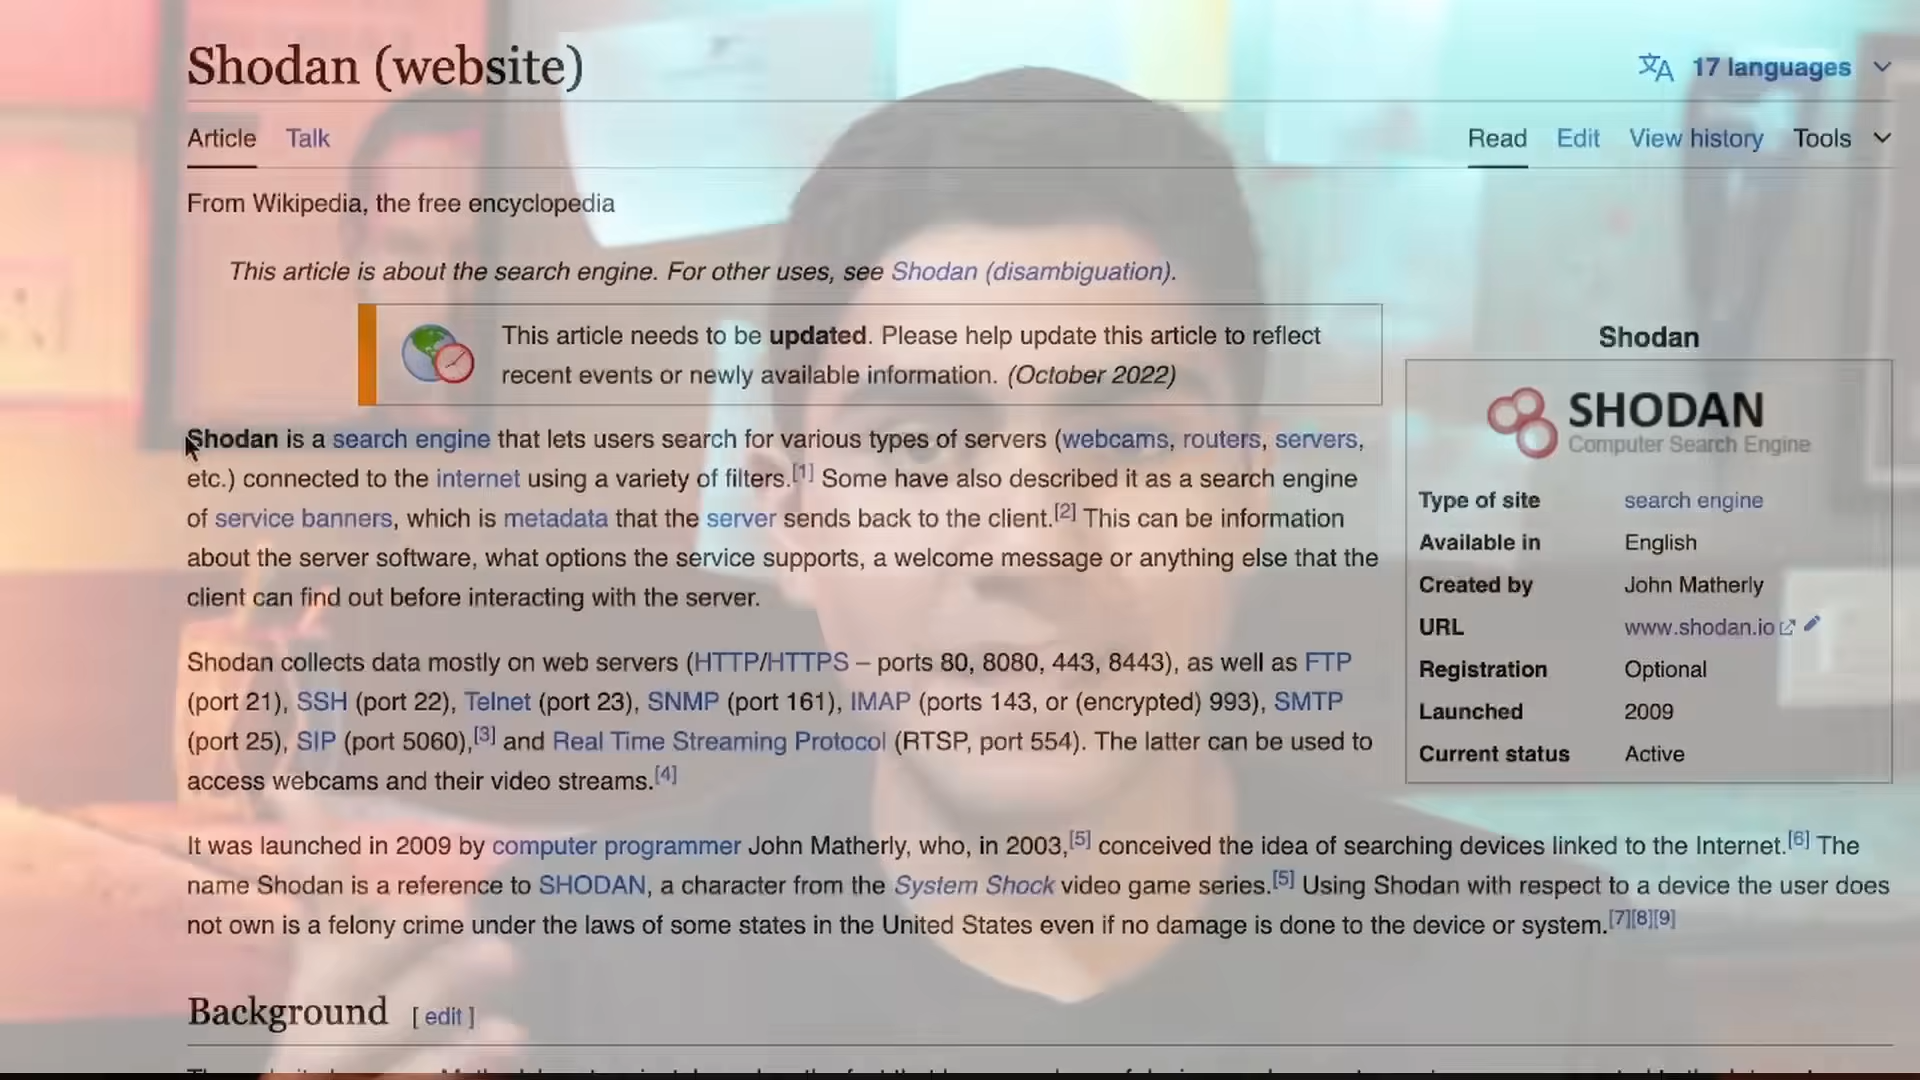 Shodan (website)
17 languages
Article Talk
Read Edit View history Tools
From Wikipedia, the free encyclopedia
This article is about the search engine. For other uses, see Shodan (disambiguation).
This article needs to be updated. Please help update this article to reflect
recent events or newly available information. (October 2022)
Shodan is a search engine that lets users search for various types of servers (webcams, routers, servers,
etc.) connected to the internet using a variety of filters.[1] Some have also described it as a search engine
of service banners, which is metadata that the server sends back to the client.[2] This can be information
about the server software, what options the service supports, a welcome message or anything else that the
client can find out before interacting with the server.
Shodan collects data mostly on web servers (HTTP/HTTPS – ports 80, 8080, 443, 8443), as well as FTP
(port 21), SSH (port 22), Telnet (port 23), SNMP (port 161), IMAP (ports 143, or (encrypted) 993), SMTP
(port 25), SIP (port 5060),[3] and Real Time Streaming Protocol (RTSP, port 554). The latter can be used to
access webcams and their video streams.[4]
Shodan
SHODAN
Computer Search Engine
Type of site search engine
Available in English
Created by John Matherly
URL www.shodan.io
Registration Optional
Launched 2009
Current status Active
It was launched in 2009 by computer programmer John Matherly, who, in 2003,[5] conceived the idea of searching devices linked to the Internet.[6] The
name Shodan is a reference to SHODAN, a character from the System Shock video game series.[5] Using Shodan with respect to a device the user does
not own is a felony crime under the laws of some states in the United States even if no damage is done to the device or system.[7][8][9]
Background [ edit ]